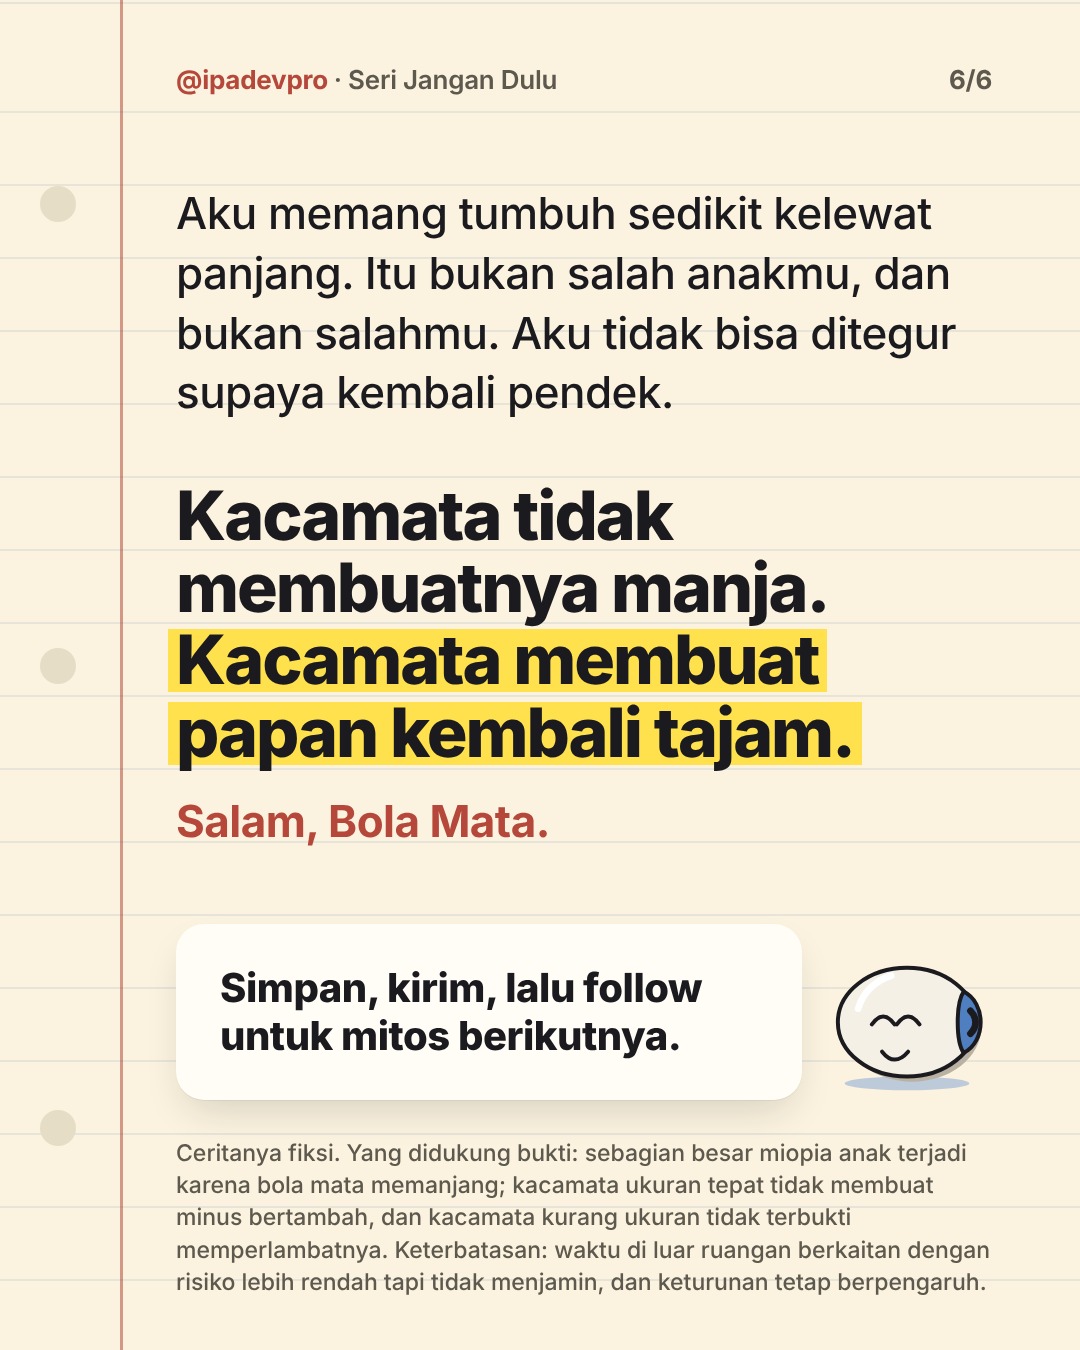 @ipadevpro · Seri Jangan Dulu
6/6
Aku memang tumbuh sedikit kelewat
panjang. Itu bukan salah anakmu, dan
bukan salahmu. Aku tidak bisa ditegur
supaya kembali pendek.
Kacamata tidak
membuatnya manja.
Kacamata membuat
papan kembali tajam.
Salam, Bola Mata.
Simpan, kirim, lalu follow
untuk mitos berikutnya.
Ceritanya fiksi. Yang didukung bukti: sebagian besar miopia anak terjadi
karena bola mata memanjang; kacamata ukuran tepat tidak membuat
minus bertambah, dan kacamata kurang ukuran tidak terbukti
memperlambatnya. Keterbatasan: waktu di luar ruangan berkaitan dengan
risiko lebih rendah tapi tidak menjamin, dan keturunan tetap berpengaruh.